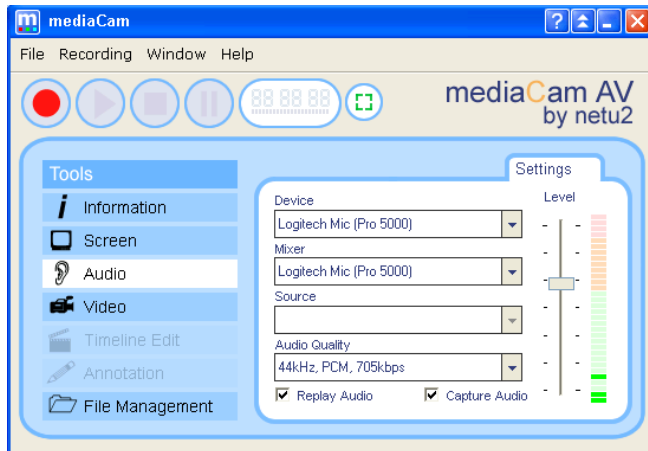 mediaCam
File Recording Window Help
88 88 88
mediaCam AV
by netu2
Tools
Information
Screen
Audio
Video
Timeline Edit
Annotation
File Management
Settings
Device
Logitech Mic (Pro 5000)
Mixer
Logitech Mic (Pro 5000)
Source
Audio Quality
44kHz, PCM, 705kbps
Replay Audio
Capture Audio
Level